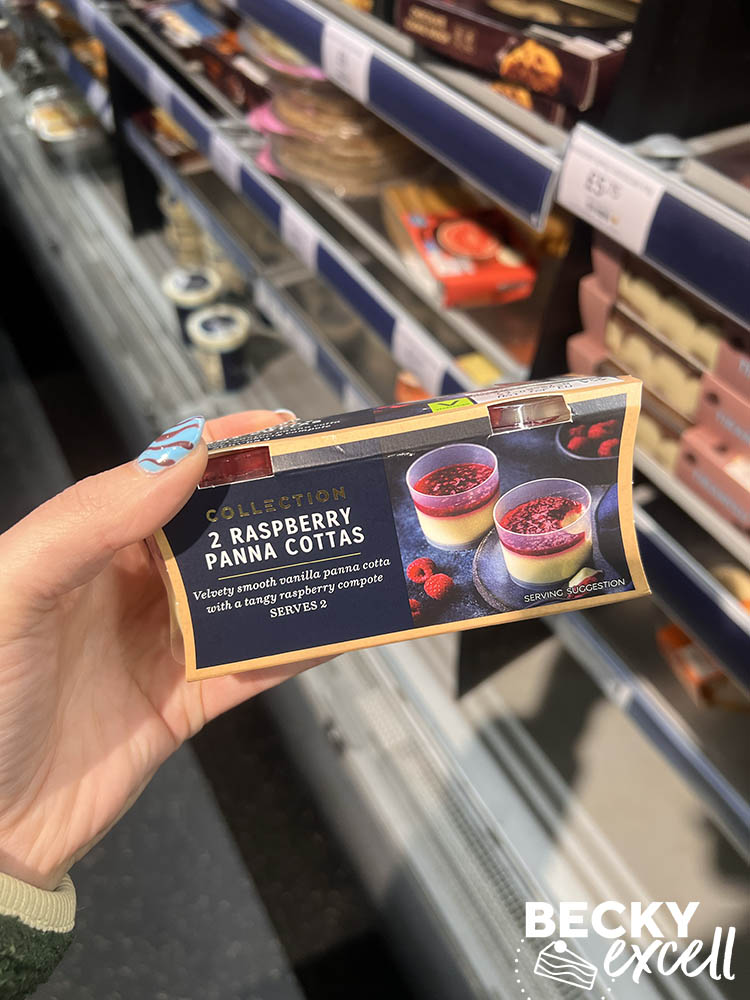 £5
COLLECTION
2 RASPBERRY
PANNA COTTAS
Velvety smooth vanilla panna cotta
with a tangy raspberry compote
SERVES 2
SERVING SUGGESTION
BECKY
excell